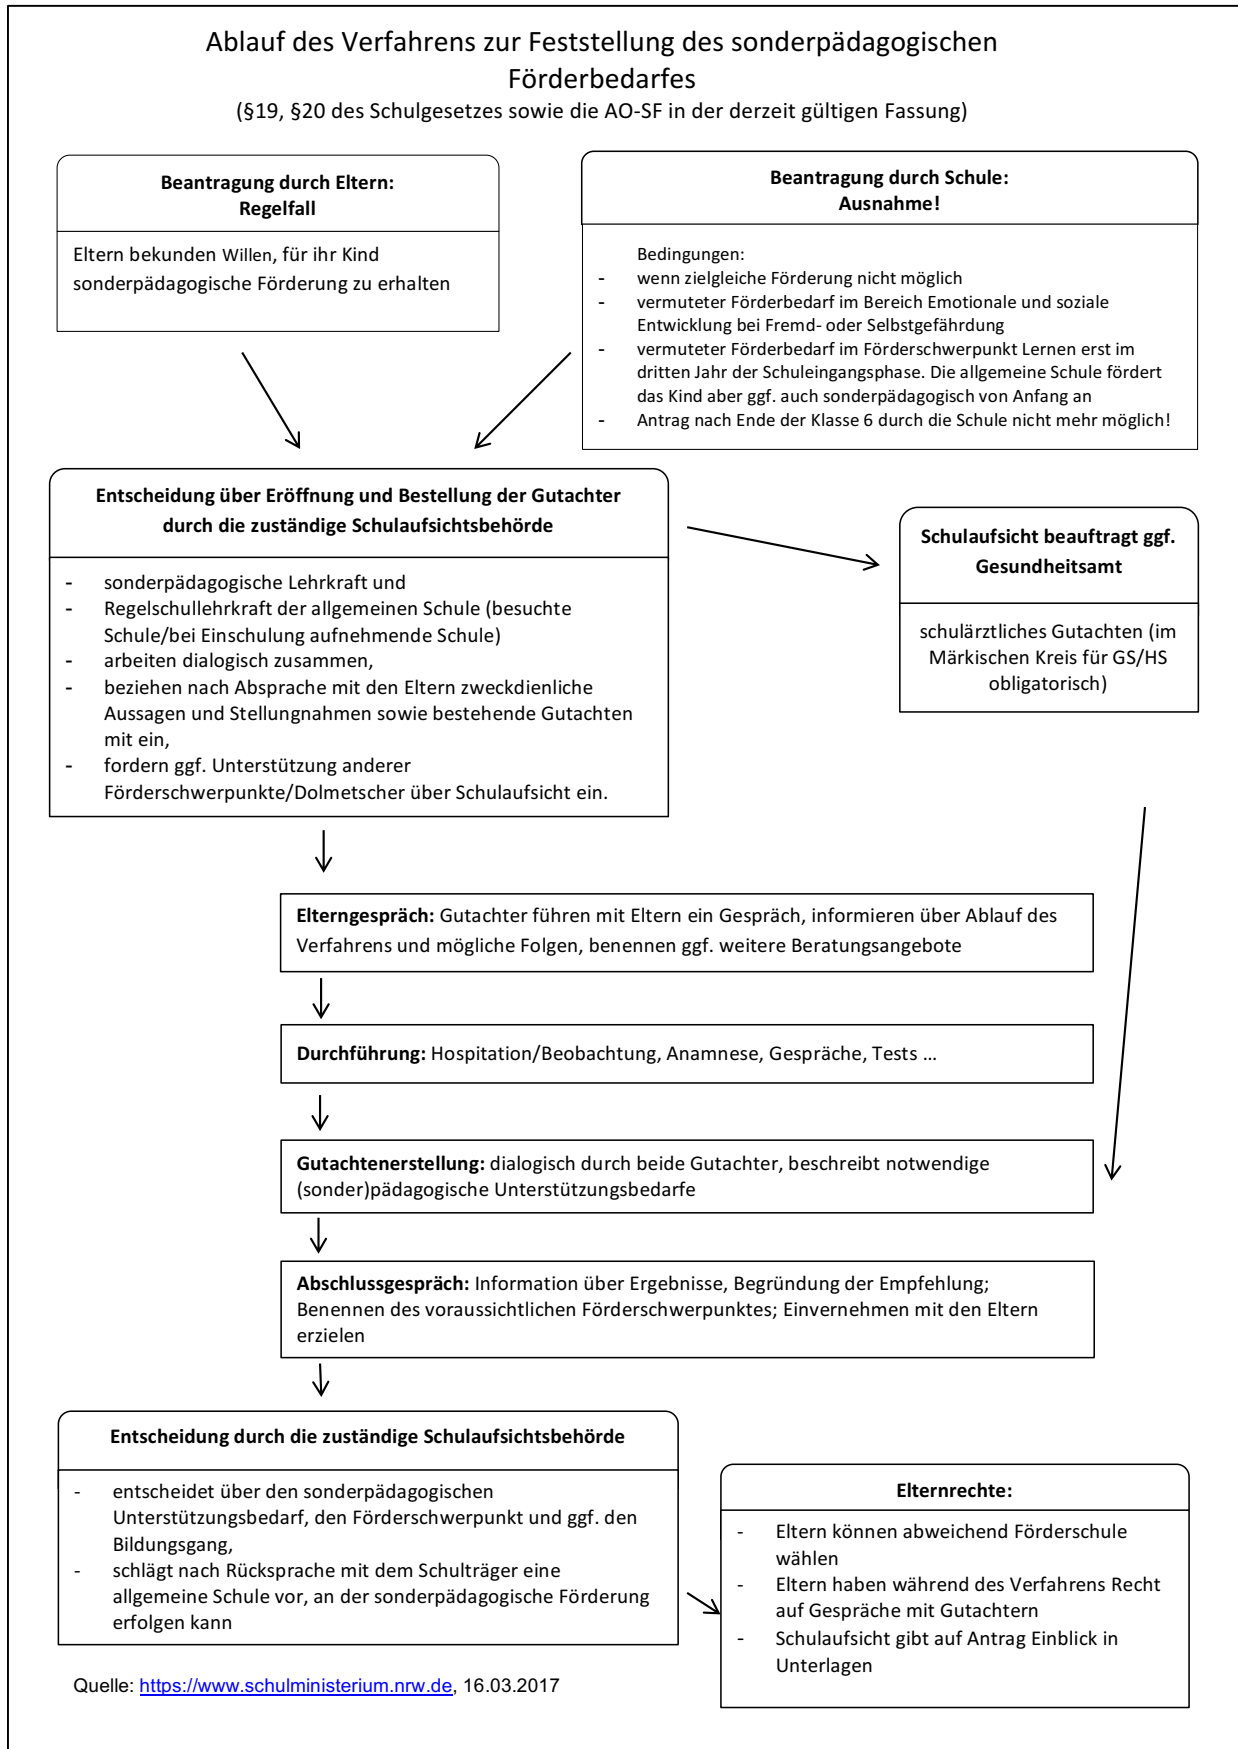 Ablauf des Verfahrens zur Feststellung des sonderpädagogischen
Förderbedarfes
(§19, §20 des Schulgesetzes sowie die AO-SF in der derzeit gültigen Fassung)
Beantragung durch Eltern:
Regelfall
Eltern bekunden Willen, für ihr Kind
sonderpädagogische Förderung zu erhalten
Beantragung durch Schule:
Ausnahme!
Bedingungen:
- wenn zielgleiche Förderung nicht möglich
- vermuteter Förderbedarf im Bereich Emotionale und soziale
Entwicklung bei Fremd- oder Selbstgefährdung
- vermuteter Förderbedarf im Förderschwerpunkt Lernen erst im
dritten Jahr der Schuleingangsphase. Die allgemeine Schule fördert
das Kind aber ggf. auch sonderpädagogisch von Anfang an
- Antrag nach Ende der Klasse 6 durch die Schule nicht mehr möglich!
Entscheidung über Eröffnung und Bestellung der Gutachter
durch die zuständige Schulaufsichtsbehörde
- sonderpädagogische Lehrkraft und
- Regelschullehrkraft der allgemeinen Schule (besuchte
Schule/bei Einschulung aufnehmende Schule)
- arbeiten dialogisch zusammen,
- beziehen nach Absprache mit den Eltern zweckdienliche
Aussagen und Stellungnahmen sowie bestehende Gutachten
mit ein,
- fordern ggf. Unterstützung anderer
Förderschwerpunkte/Dolmetscher über Schulaufsicht ein.
Schulaufsicht beauftragt ggf.
Gesundheitsamt
schulärztliches Gutachten (im
Märkischen Kreis für GS/HS
obligatorisch)
Elterngespräch: Gutachter führen mit Eltern ein Gespräch, informieren über Ablauf des
Verfahrens und mögliche Folgen, benennen ggf. weitere Beratungsangebote
Durchführung: Hospitation/Beobachtung, Anamnese, Gespräche, Tests …
Gutachtenerstellung: dialogisch durch beide Gutachter, beschreibt notwendige
(sonder)pädagogische Unterstützungsbedarfe
Abschlussgespräch: Information über Ergebnisse, Begründung der Empfehlung;
Benennen des voraussichtlichen Förderschwerpunktes; Einvernehmen mit den Eltern
erzielen
Entscheidung durch die zuständige Schulaufsichtsbehörde
- entscheidet über den sonderpädagogischen
Unterstützungsbedarf, den Förderschwerpunkt und ggf. den
Bildungsgang,
- schlägt nach Rücksprache mit dem Schulträger eine
allgemeine Schule vor, an der sonderpädagogische Förderung
erfolgen kann
Elternrechte:
- Eltern können abweichend Förderschule
wählen
- Eltern haben während des Verfahrens Recht
auf Gespräche mit Gutachtern
- Schulaufsicht gibt auf Antrag Einblick in
Unterlagen
Quelle: https://www.schulministerium.nrw.de, 16.03.2017